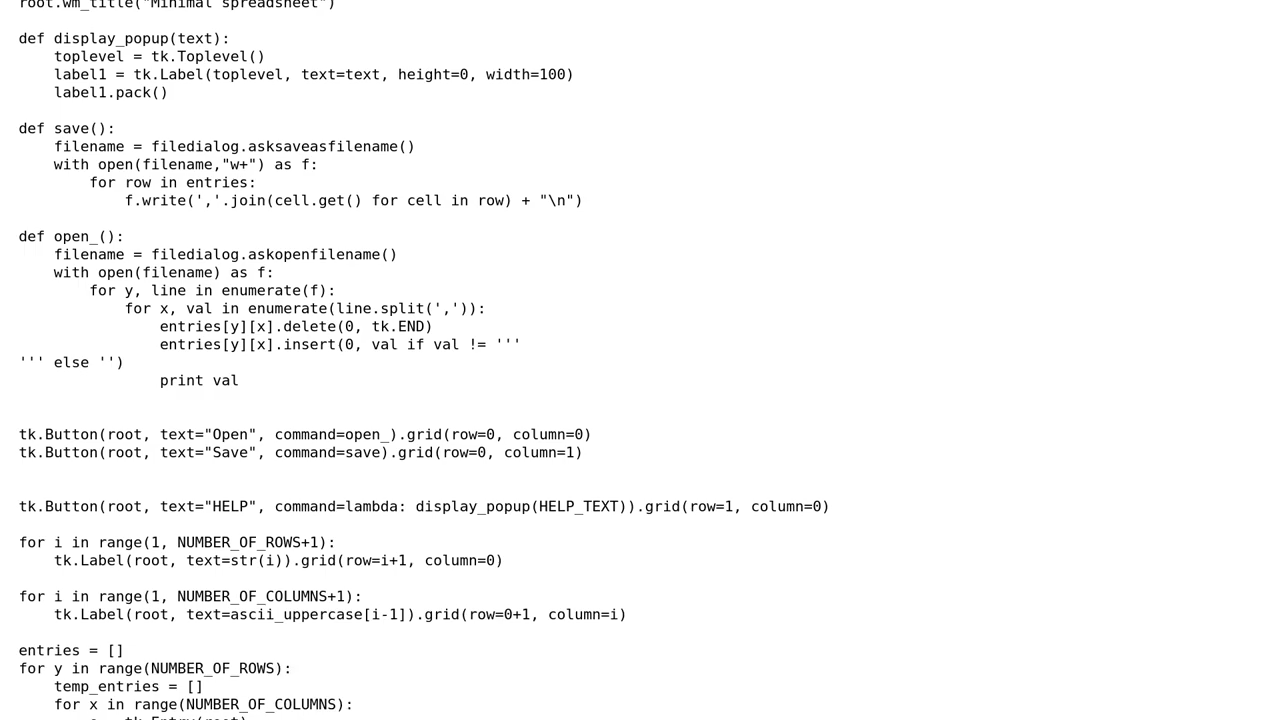 root.wm_title("Minimal spreadsheet")

def display_popup(text):
    toplevel = tk.Toplevel()
    label1 = tk.Label(toplevel, text=text, height=0, width=100)
    label1.pack()

def save():
    filename = filedialog.asksaveasfilename()
    with open(filename,"w+") as f:
        for row in entries:
            f.write(','.join(cell.get() for cell in row) + "\n")

def open_():
    filename = filedialog.askopenfilename()
    with open(filename) as f:
        for y, line in enumerate(f):
            for x, val in enumerate(line.split(',')):
                entries[y][x].delete(0, tk.END)
                entries[y][x].insert(0, val if val != '''
''' else '')
                print val


tk.Button(root, text="Open", command=open_).grid(row=0, column=0)
tk.Button(root, text="Save", command=save).grid(row=0, column=1)


tk.Button(root, text="HELP", command=lambda: display_popup(HELP_TEXT)).grid(row=1, column=0)

for i in range(1, NUMBER_OF_ROWS+1):
    tk.Label(root, text=str(i)).grid(row=i+1, column=0)

for i in range(1, NUMBER_OF_COLUMNS+1):
    tk.Label(root, text=ascii_uppercase[i-1]).grid(row=0+1, column=i)

entries = []
for y in range(NUMBER_OF_ROWS):
    temp_entries = []
    for x in range(NUMBER_OF_COLUMNS):
        e = tk.Entry(root)